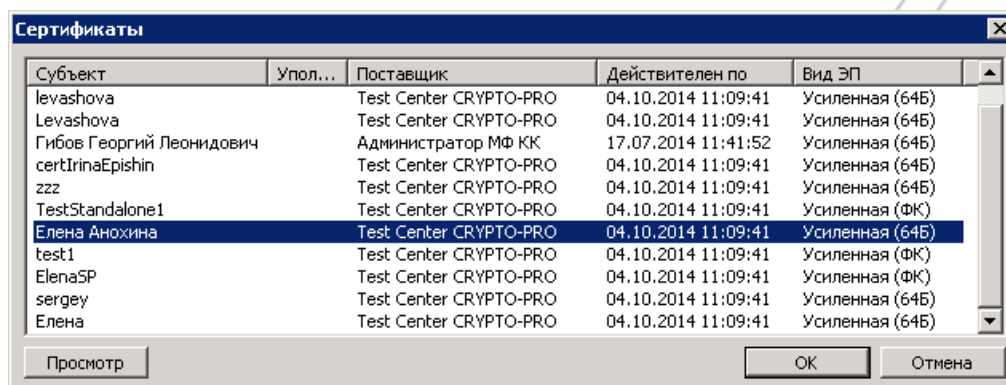 Сертификаты
Субъект Упол... Поставщик Действителен по Вид ЭП
levashova Test Center CRYPTO-PRO 04.10.2014 11:09:41 Усиленная (64Б)
Levashova Test Center CRYPTO-PRO 04.10.2014 11:09:41 Усиленная (64Б)
Гибов Георгий Леонидович Администратор МФ КК 17.07.2014 11:41:52 Усиленная (64Б)
certIrinaEpishin Test Center CRYPTO-PRO 04.10.2014 11:09:41 Усиленная (64Б)
zzz Test Center CRYPTO-PRO 04.10.2014 11:09:41 Усиленная (64Б)
TestStandalone1 Test Center CRYPTO-PRO 04.10.2014 11:09:41 Усиленная (ФК)
Елена Анохина Test Center CRYPTO-PRO 04.10.2014 11:09:41 Усиленная (64Б)
test1 Test Center CRYPTO-PRO 04.10.2014 11:09:41 Усиленная (ФК)
ElenaSP Test Center CRYPTO-PRO 04.10.2014 11:09:41 Усиленная (ФК)
sergey Test Center CRYPTO-PRO 04.10.2014 11:09:41 Усиленная (64Б)
Елена Test Center CRYPTO-PRO 04.10.2014 11:09:41 Усиленная (64Б)
Просмотр ОК Отмена